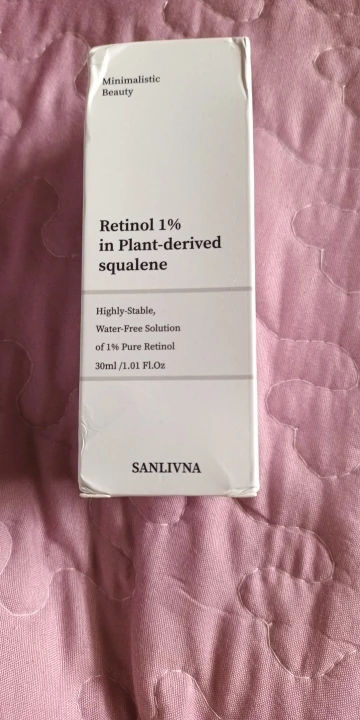 Minimalistic
Beauty
Retinol 1%
in Plant-derived
squalene
Highly-Stable,
Water-Free Solution
of 1% Pure Retinol
30ml /1.01 Fl.Oz
SANLIVNA